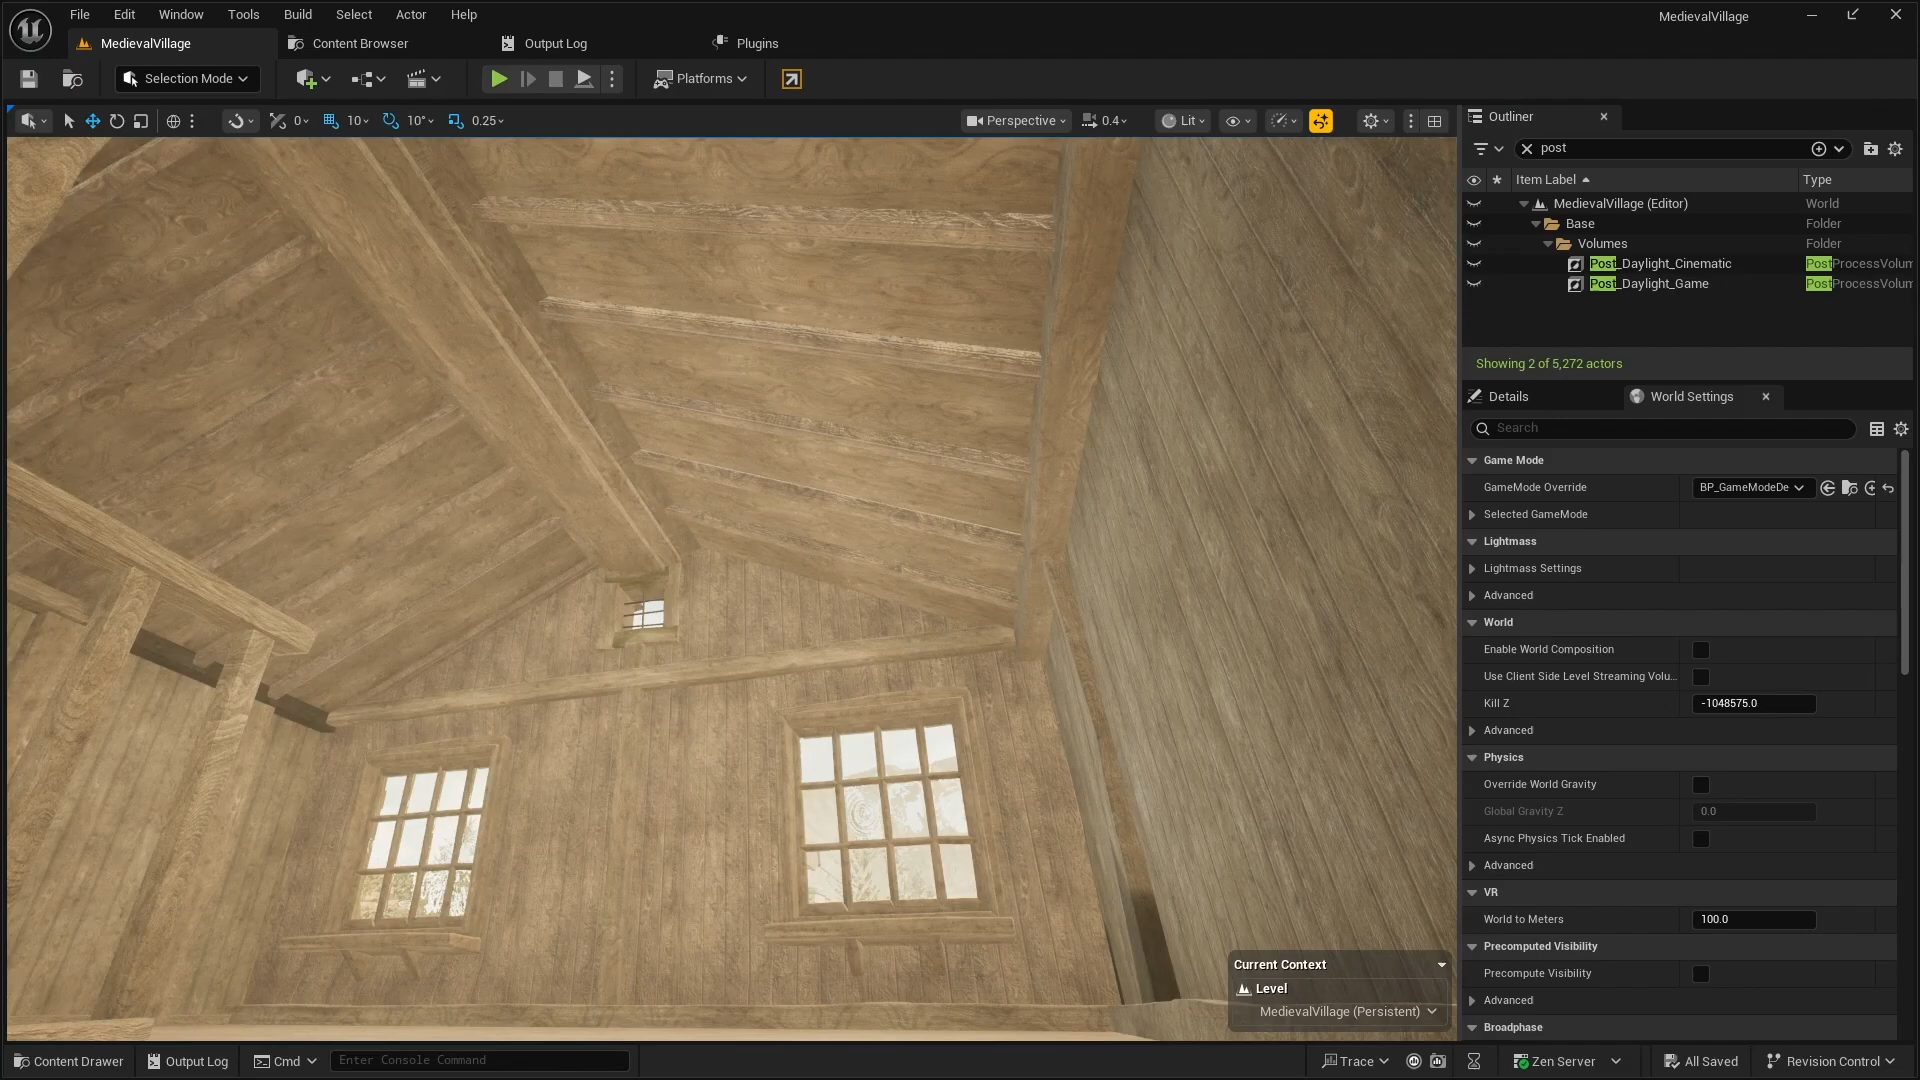 File Edit Window Tools Build Select Actor Help
MedievalVillage
MedievalVillage
Content Browser
Output Log
Plugins
Selection Mode
Platforms
0
10
10°
0.25
Perspective
0.4
Lit
Outliner
post
Item Label
Type
MedievalVillage (Editor)
World
Base
Folder
Volumes
Folder
Post_Daylight_Cinematic
PostProcessVolum
Post_Daylight_Game
PostProcessVolum
Showing 2 of 5,272 actors
Details
World Settings
Search
Game Mode
GameMode Override
BP_GameModeDe
Selected GameMode
Lightmass
Lightmass Settings
Advanced
World
Enable World Composition
Use Client Side Level Streaming Volu...
Kill Z
-1048575.0
Advanced
Physics
Override World Gravity
Global Gravity Z
0.0
Async Physics Tick Enabled
Advanced
VR
World to Meters
100.0
Precomputed Visibility
Precompute Visibility
Advanced
Broadphase
Current Context
Level
MedievalVillage (Persistent)
Content Drawer
Output Log
Cmd
Enter Console Command
Trace
Zen Server
All Saved
Revision Control